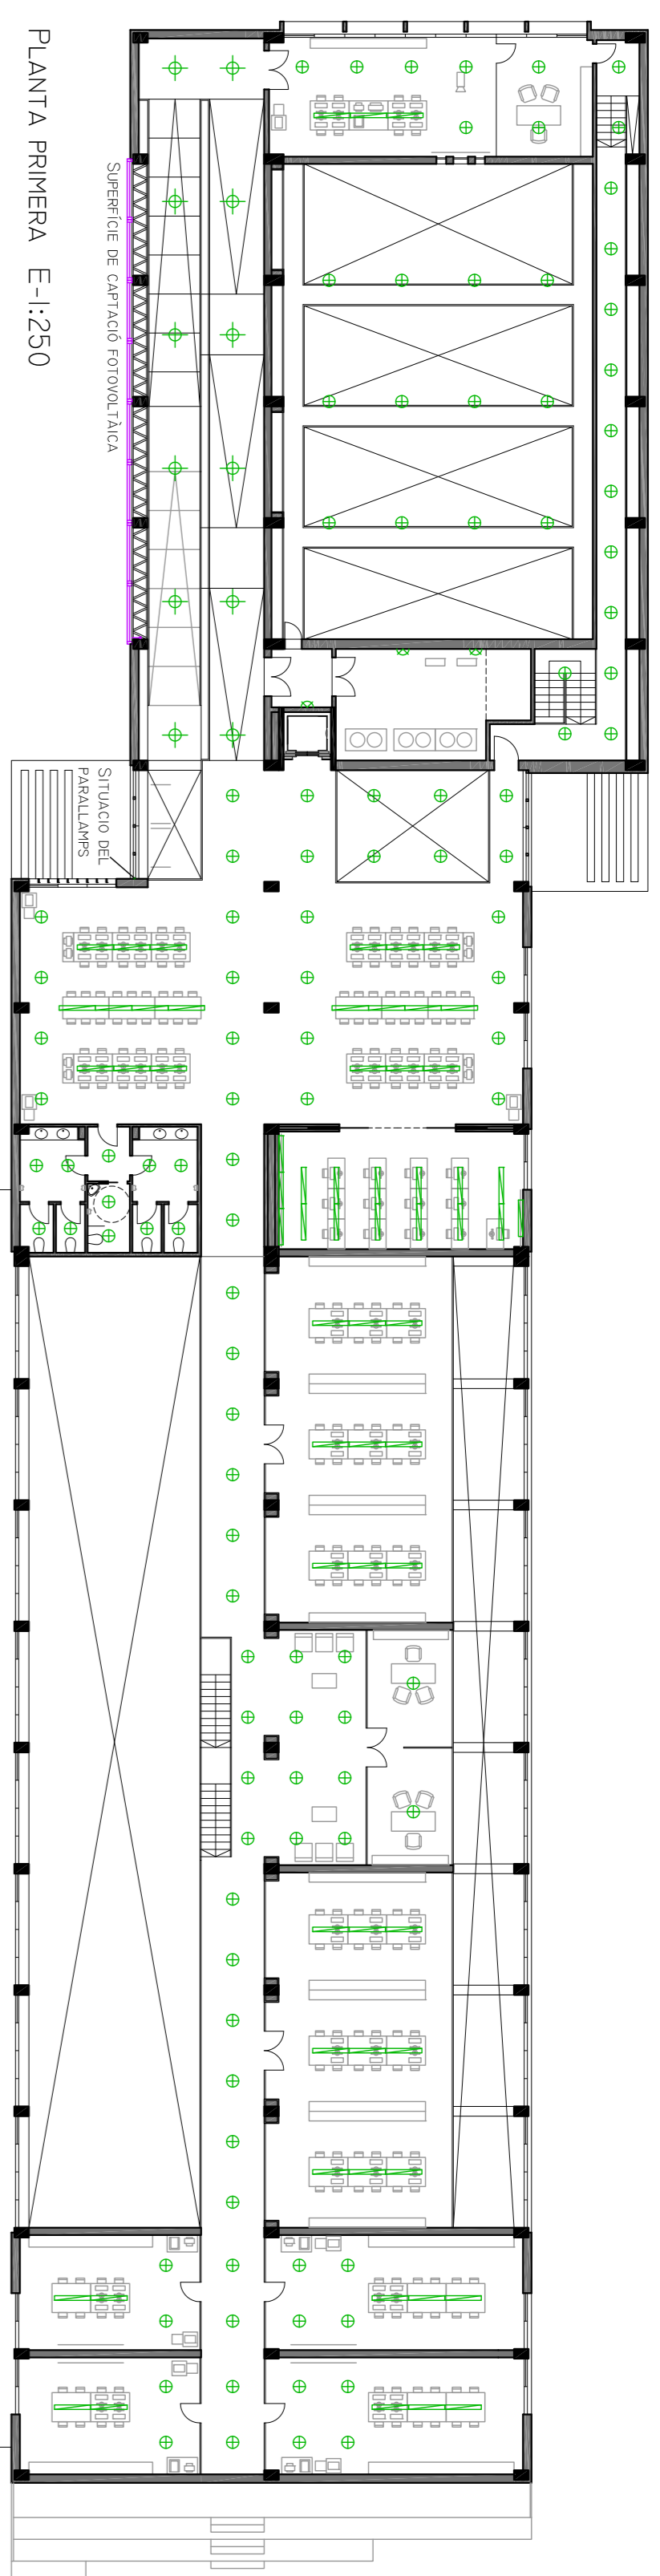 PLANTA PRIMERA E-1:250
SUPERFÍCIE DE CAPTACIÓ FOTOVOLTÀICA
SITUACIO DEL
PARALLAMPS